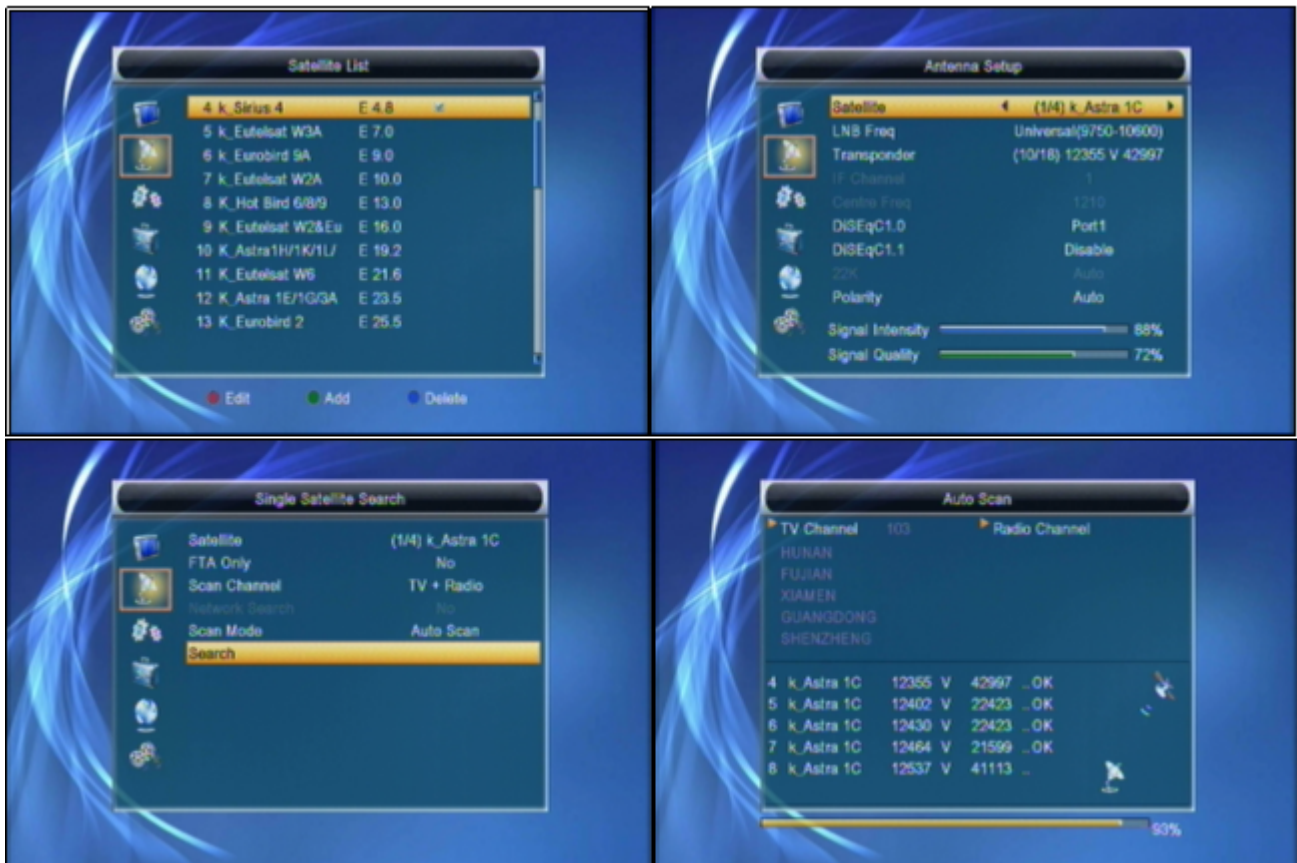 Satellite List
4 k_Sirius 4 E 4.8
5 k_Eutelsat W3A E 7.0
6 k_Eurobird 9A E 9.0
7 k_Eutelsat W2A E 10.0
8 K_Hot Bird 6/8/9 E 13.0
9 K_Eutelsat W2&Eu E 16.0
10 K_Astra1H/1K/1L/ E 19.2
11 K_Eutelsat W6 E 21.6
12 K_Astra 1E/1G/3A E 23.5
13 K_Eurobird 2 E 25.5
Edit Add Delete
Antenna Setup
Satellite (1/4) k_Astra 1C
LNB Freq Universal(9750-10600)
Transponder (10/18) 12355 V 42997
IF Channel 1
Centre Freq 1210
DiSEqC1.0 Port1
DiSEqC1.1 Disable
22K Auto
Polarity Auto
Signal Intensity 88%
Signal Quality 72%
Single Satellite Search
Satellite (1/4) k_Astra 1C
FTA Only No
Scan Channel TV + Radio
Network Search No
Scan Mode Auto Scan
Search
Auto Scan
TV Channel 103 Radio Channel
HUNAN
FUJIAN
XIAMEN
GUANGDONG
SHENZHENG
4 k_Astra 1C 12355 V 42997 ..OK
5 k_Astra 1C 12402 V 22423 ..OK
6 k_Astra 1C 12430 V 22423 ..OK
7 k_Astra 1C 12464 V 21599 ..OK
8 k_Astra 1C 12537 V 41113 ..
93%